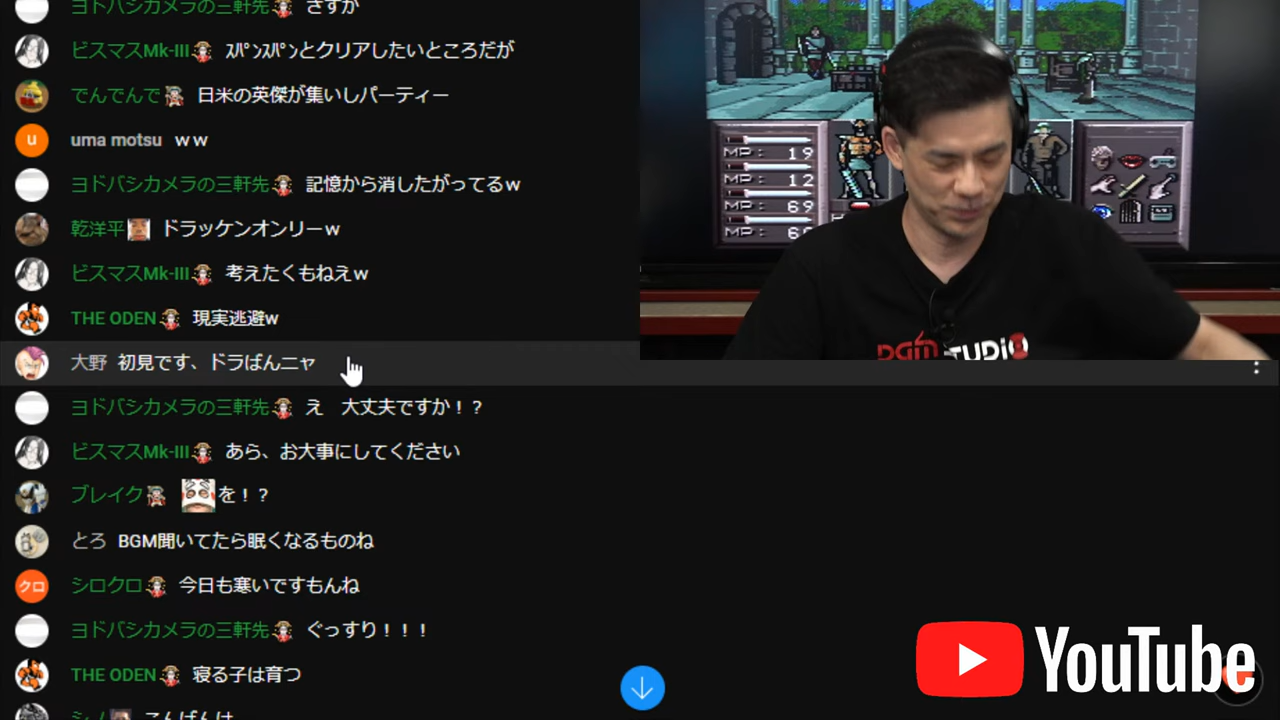 ヨドバシカメラの三軒先 さすが
ビスマスMk-III ｽﾊﾟﾝｽﾊﾟﾝとクリアしたいところだが
でんでんで 日米の英傑が集いしパーティー
u uma motsu ｗｗ
ヨドバシカメラの三軒先 記憶から消したがってるｗ
乾洋平 ドラッケンオンリーｗ
ビスマスMk-III 考えたくもねえｗ
THE ODEN 現実逃避w
大野 初見です、ドラばんニャ
ヨドバシカメラの三軒先 え　大丈夫ですか！？
ビスマスMk-III あら、お大事にしてください
ブレイク を！？
とろ BGM聞いてたら眠くなるものね
クロ シロクロ 今日も寒いですもんね
ヨドバシカメラの三軒先 ぐっすり！！！
THE ODEN 寝る子は育つ
こんばんは
MP: 19
MP: 12
MP: 69
MP:
YouTube